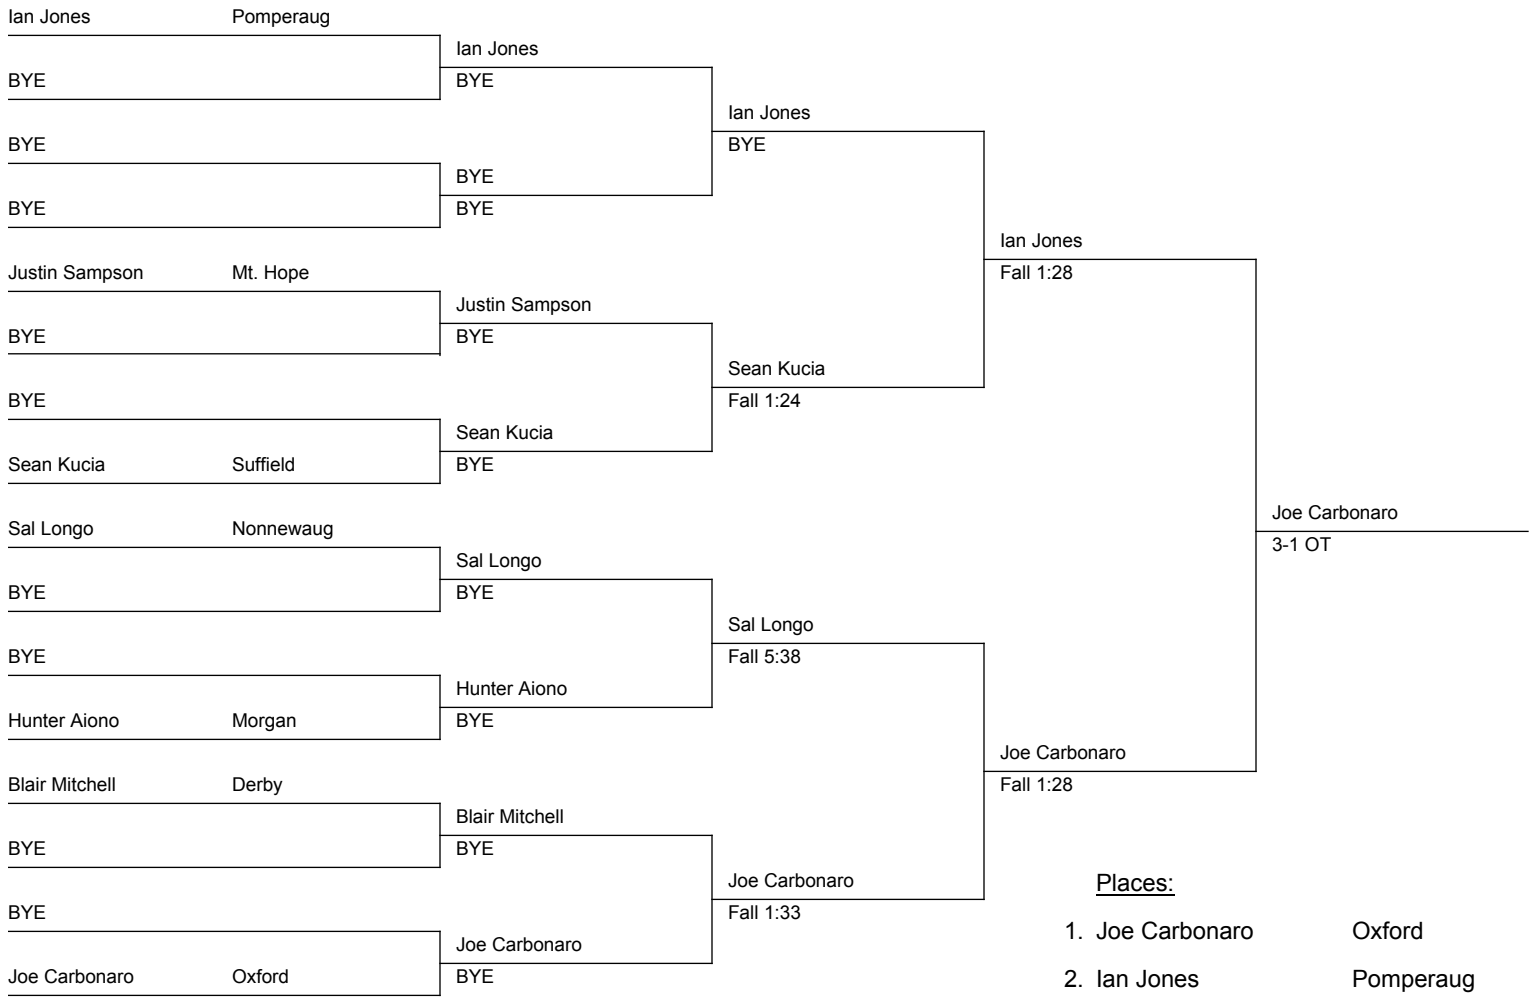 Ian Jones Pomperaug
Ian Jones
BYE
BYE
Ian Jones
BYE
BYE
BYE
BYE
BYE
Ian Jones
Justin Sampson Mt. Hope
Fall 1:28
Justin Sampson
BYE
BYE
Sean Kucia
BYE
Fall 1:24
Sean Kucia
Sean Kucia Suffield
BYE
Joe Carbonaro
Sal Longo Nonnewaug
3-1 OT
Sal Longo
BYE
BYE
Sal Longo
BYE
Fall 5:38
Hunter Aiono
Hunter Aiono Morgan
BYE
Joe Carbonaro
Blair Mitchell Derby
Fall 1:28
Blair Mitchell
BYE
BYE
Joe Carbonaro
Places:
BYE
Fall 1:33
1. Joe Carbonaro Oxford
Joe Carbonaro
Joe Carbonaro Oxford
BYE
2. Ian Jones Pomperaug